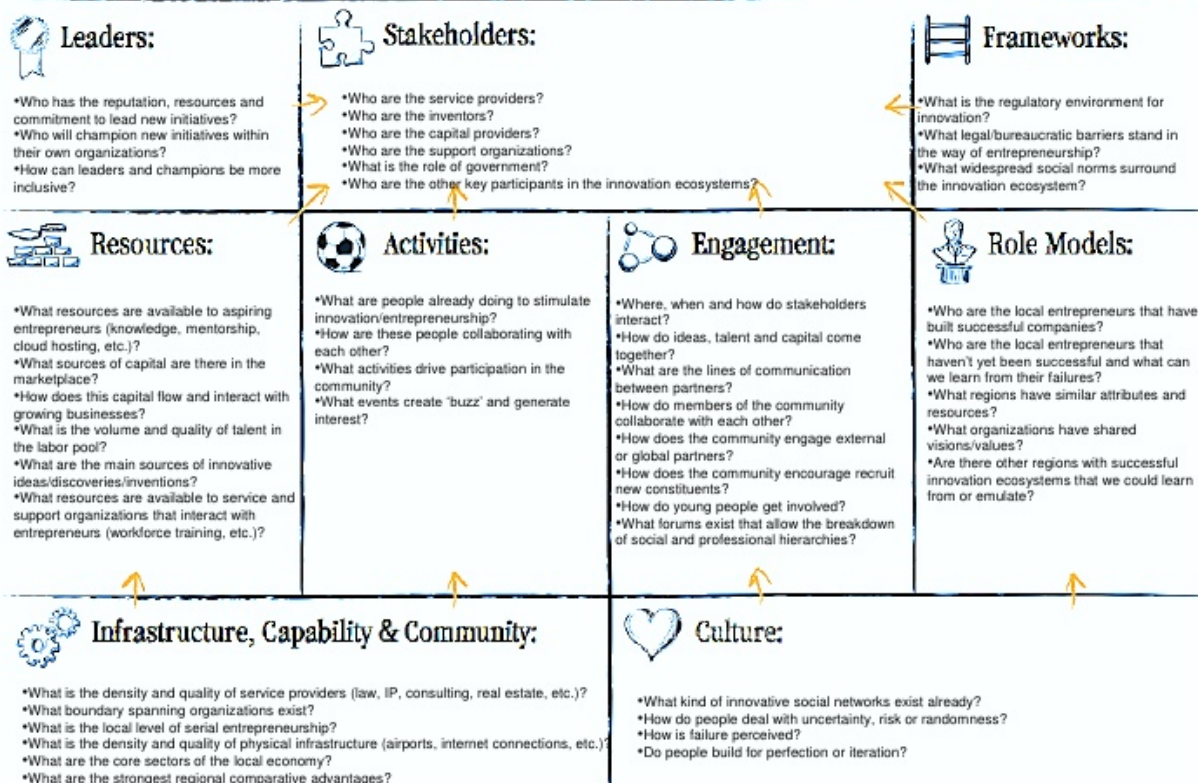 Leaders:
•Who has the reputation, resources and
commitment to lead new initiatives?
•Who will champion new initiatives within
their own organizations?
•How can leaders and champions be more
inclusive?
Stakeholders:
•Who are the service providers?
•Who are the inventors?
•Who are the capital providers?
•Who are the support organizations?
•What is the role of government?
•Who are the other key participants in the innovation ecosystems?
Frameworks:
•What is the regulatory environment for
innovation?
•What legal/bureaucratic barriers stand in
the way of entrepreneurship?
•What widespread social norms surround
the innovation ecosystem?
Resources:
•What resources are available to aspiring
entrepreneurs (knowledge, mentorship,
cloud hosting, etc.)?
•What sources of capital are there in the
marketplace?
•How does this capital flow and interact with
growing businesses?
•What is the volume and quality of talent in
the labor pool?
•What are the main sources of innovative
ideas/discoveries/inventions?
•What resources are available to service and
support organizations that interact with
entrepreneurs (workforce training, etc.)?
Activities:
•What are people already doing to stimulate
innovation/entrepreneurship?
•How are these people collaborating with
each other?
•What activities drive participation in the
community?
•What events create 'buzz' and generate
interest?
Engagement:
•Where, when and how do stakeholders
interact?
•How do ideas, talent and capital come
together?
•What are the lines of communication
between partners?
•How do members of the community
collaborate with each other?
•How does the community engage external
or global partners?
•How does the community encourage recruit
new constituents?
•How do young people get involved?
•What forums exist that allow the breakdown
of social and professional hierarchies?
Role Models:
•Who are the local entrepreneurs that have
built successful companies?
•Who are the local entrepreneurs that
haven't yet been successful and what can
we learn from their failures?
•What regions have similar attributes and
resources?
•What organizations have shared
visions/values?
•Are there other regions with successful
innovation ecosystems that we could learn
from or emulate?
Infrastructure, Capability & Community:
•What is the density and quality of service providers (law, IP, consulting, real estate, etc.)?
•What boundary spanning organizations exist?
•What is the local level of serial entrepreneurship?
•What is the density and quality of physical infrastructure (airports, internet connections, etc.)?
•What are the core sectors of the local economy?
•What are the strongest regional comparative advantages?
Culture:
•What kind of innovative social networks exist already?
•How do people deal with uncertainty, risk or randomness?
•How is failure perceived?
•Do people build for perfection or iteration?